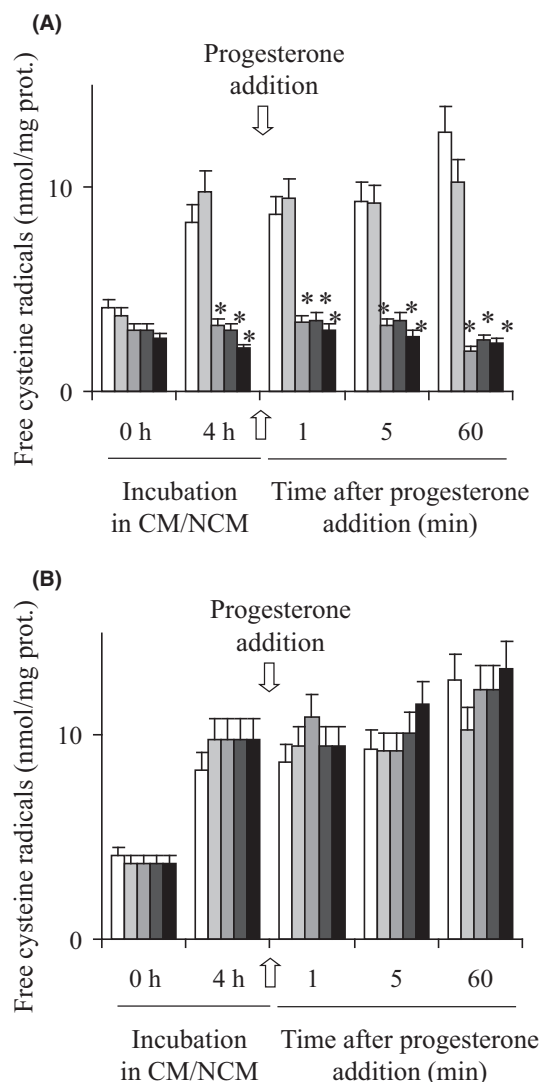 (A)
Progesterone
addition
Free cysteine radicals (nmol/mg prot.)
10
0
* * *
* * *
* * *
* * *
0 h 4 h 1 5 60
Incubation
in CM/NCM
Time after progesterone
addition (min)
(B)
Progesterone
addition
Free cysteine radicals (nmol/mg prot.)
10
0
0 h 4 h 1 5 60
Incubation
in CM/NCM
Time after progesterone
addition (min)